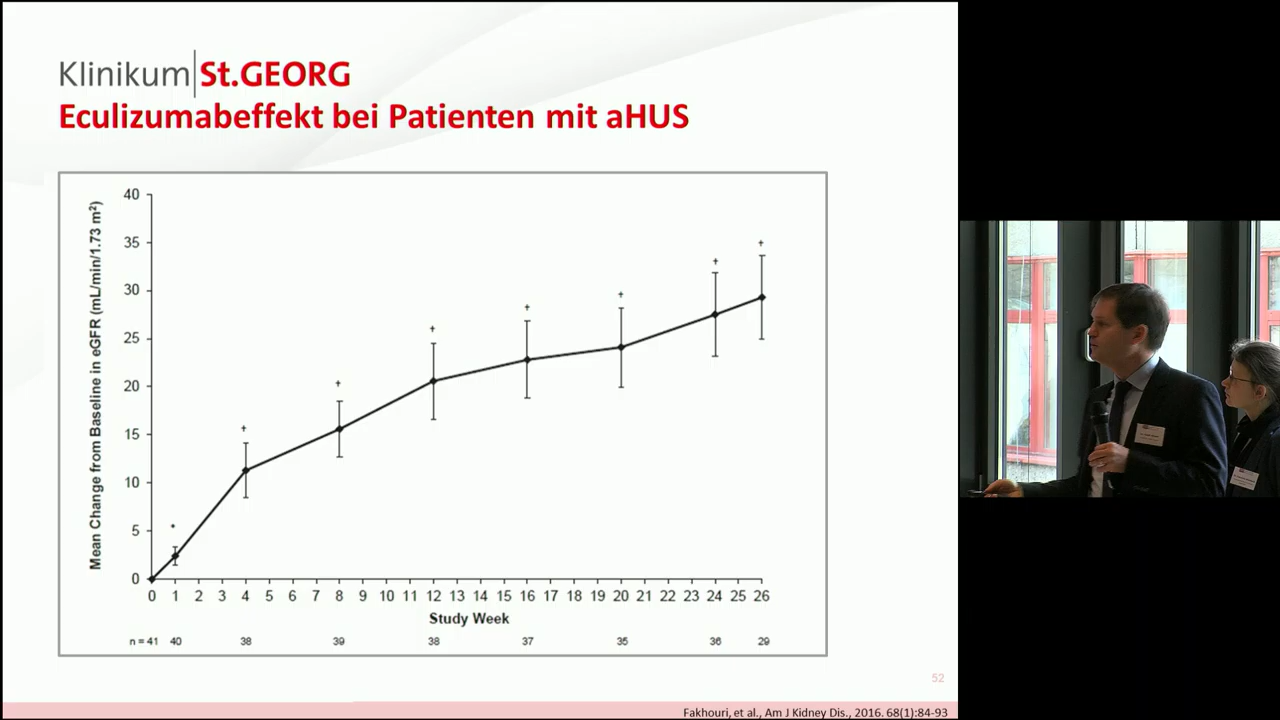 Klinikum St.GEORG
Eculizumabeffekt bei Patienten mit aHUS
Mean Change from Baseline in eGFR (mL/min/1.73 m²)
40
35
30
25
20
15
10
5
0
*
†
†
†
†
†
†
†
0 1 2 3 4 5 6 7 8 9 10 11 12 13 14 15 16 17 18 19 20 21 22 23 24 25 26
Study Week
n = 41 40 38 39 38 37 35 36 29
52
Fakhouri, et al., Am J Kidney Dis., 2016. 68(1):84-93